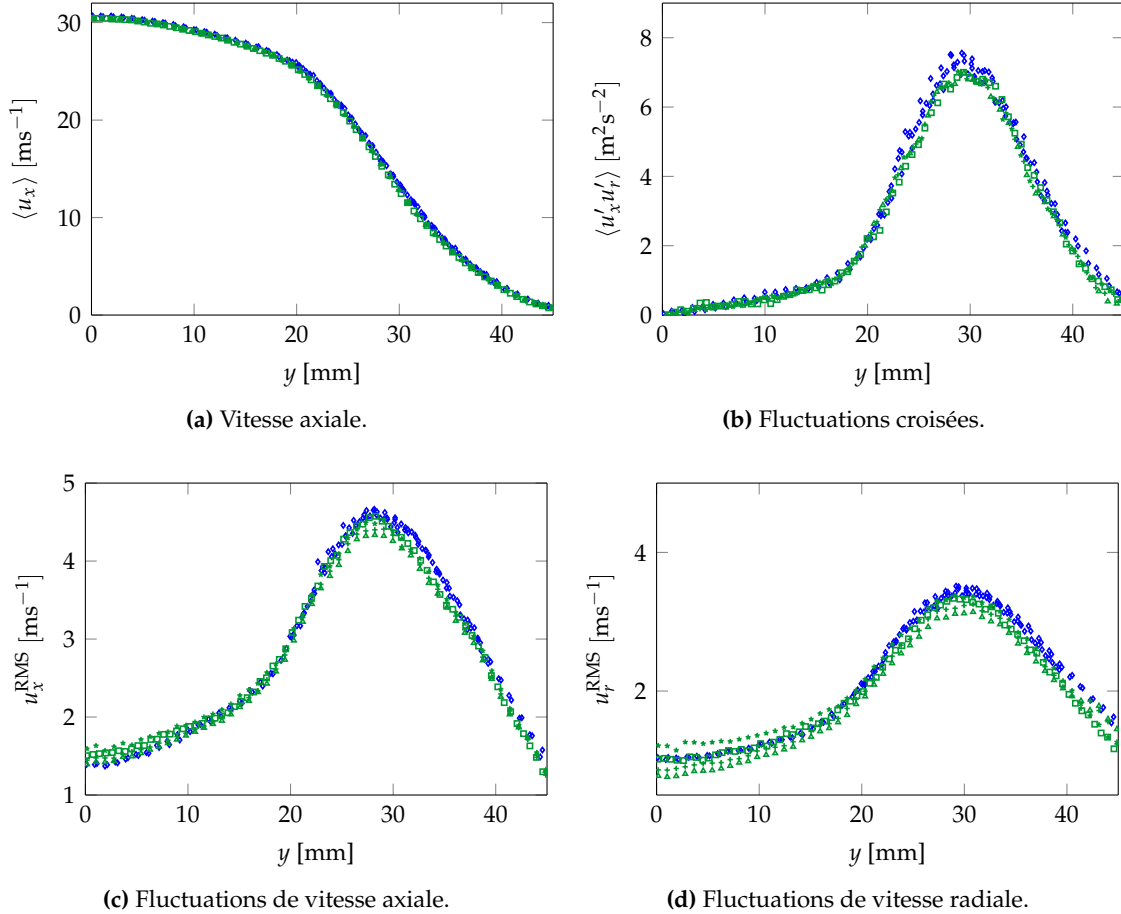 30
20
10
0
⟨u_x⟩ [ms⁻¹]
0 10 20 30 40
y [mm]
(a) Vitesse axiale.
8
6
4
2
0
⟨u′_x u′_r⟩ [m²s⁻²]
0 10 20 30 40
y [mm]
(b) Fluctuations croisées.
5
4
3
2
1
u_x^RMS [ms⁻¹]
0 10 20 30 40
y [mm]
(c) Fluctuations de vitesse axiale.
4
2
u_r^RMS [ms⁻¹]
0 10 20 30 40
y [mm]
(d) Fluctuations de vitesse radiale.